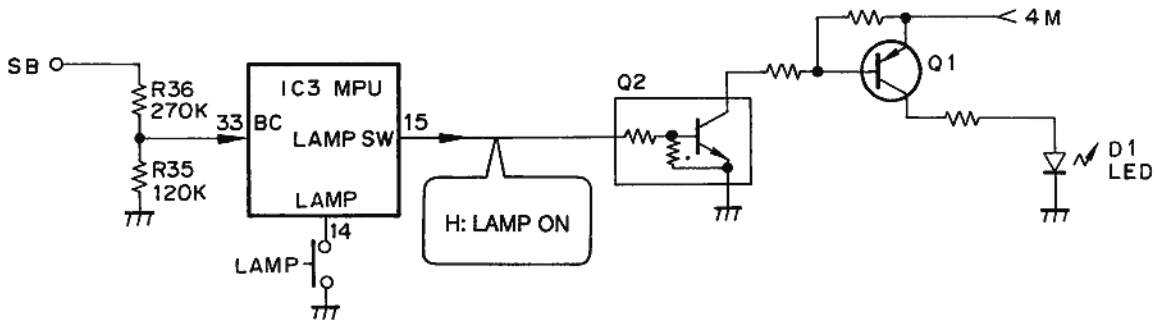 SB
R36
270K
R35
120K
IC3 MPU
33
BC
LAMP SW
15
LAMP
14
LAMP
H: LAMP ON
Q2
Q1
4M
D1
LED